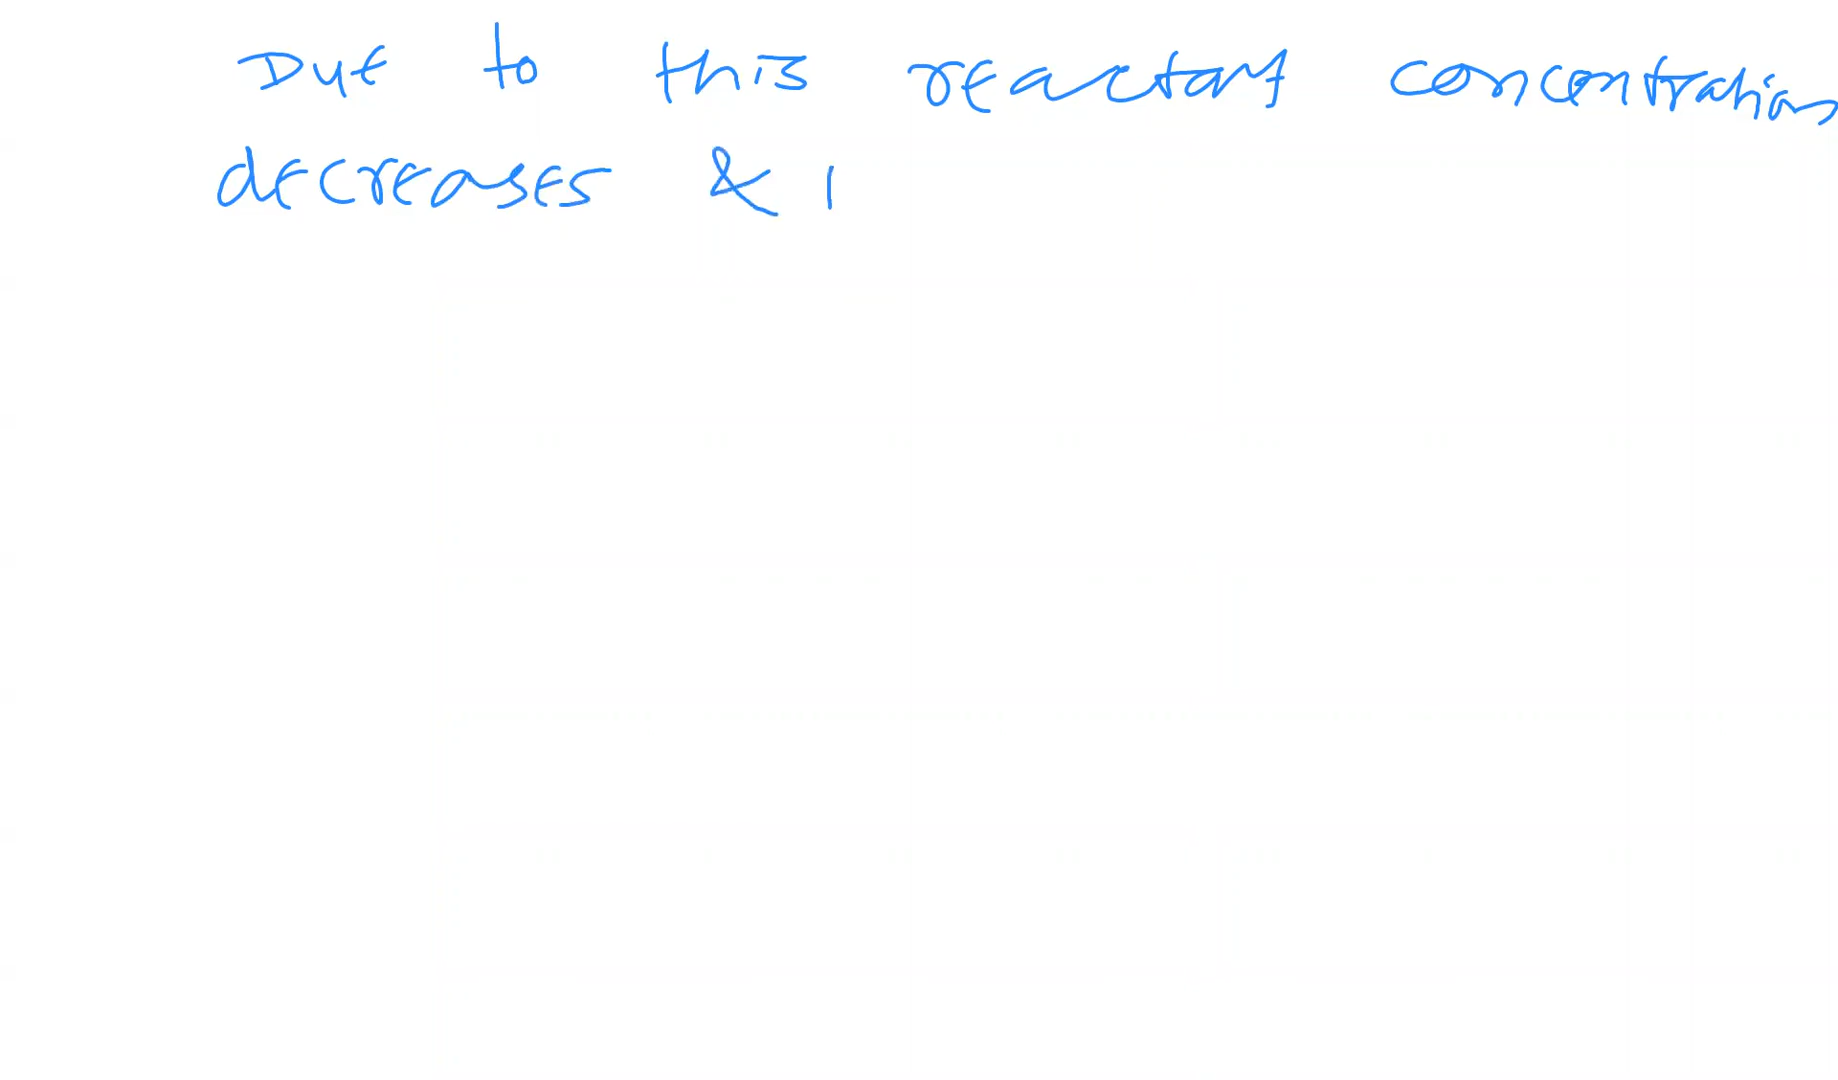 Due to this reactant concentration
decreases &